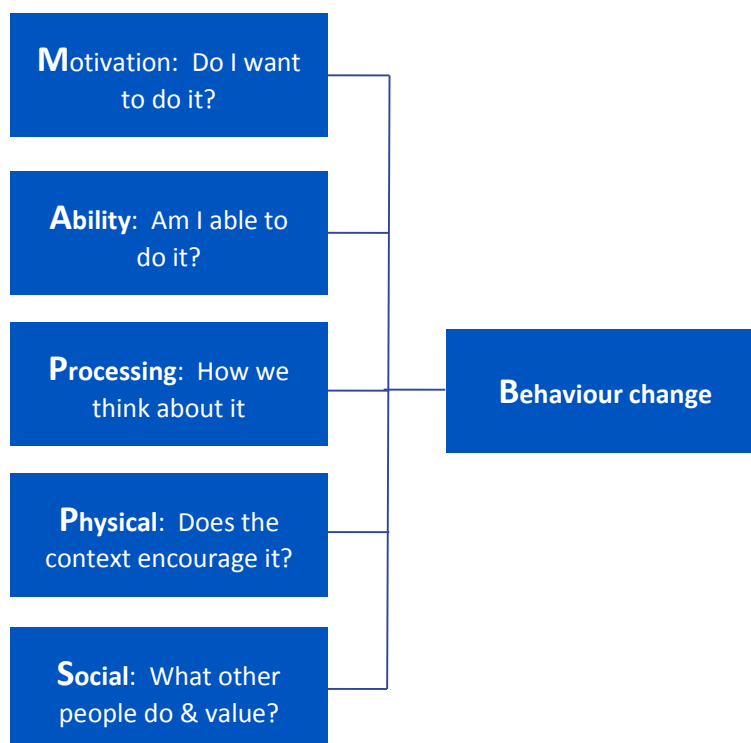 Motivation: Do I want
to do it?
Ability: Am I able to
do it?
Processing: How we
think about it
Behaviour change
Physical: Does the
context encourage it?
Social: What other
people do & value?